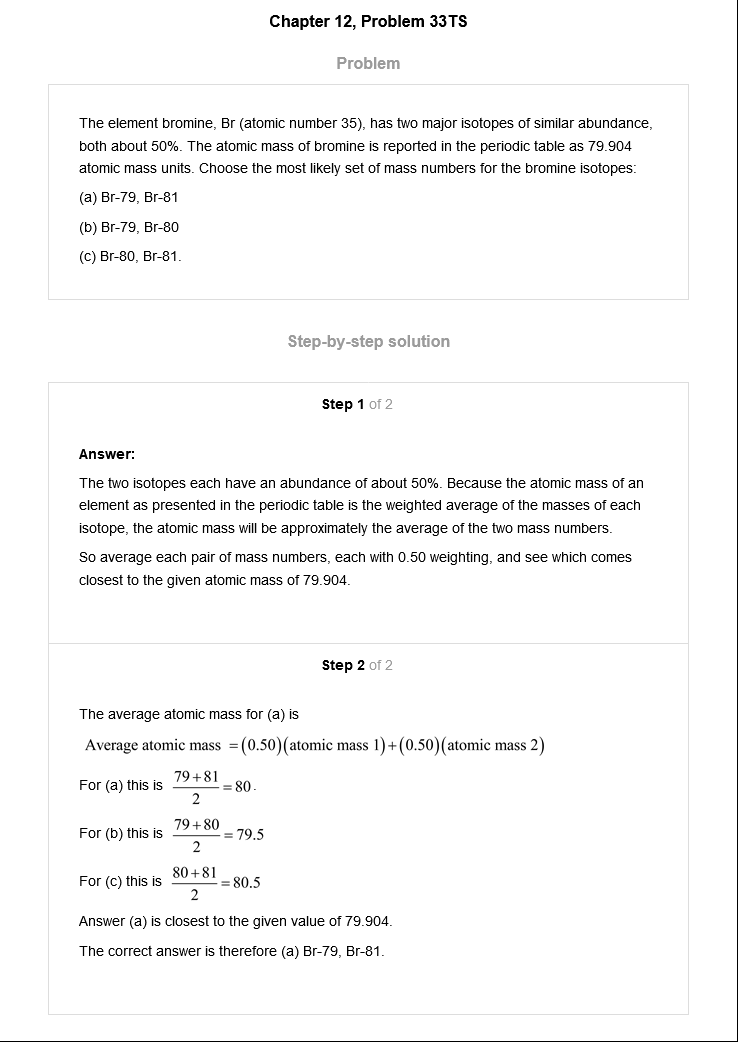 Chapter 12, Problem 33TS
Problem
The element bromine, Br (atomic number 35), has two major isotopes of similar abundance,
both about 50%. The atomic mass of bromine is reported in the periodic table as 79.904
atomic mass units. Choose the most likely set of mass numbers for the bromine isotopes:
(a) Br-79, Br-81
(b) Br-79, Br-80
(c) Br-80, Br-81.
Step-by-step solution
Step 1 of 2
Answer:
The two isotopes each have an abundance of about 50%. Because the atomic mass of an
element as presented in the periodic table is the weighted average of the masses of each
isotope, the atomic mass will be approximately the average of the two mass numbers.
So average each pair of mass numbers, each with 0.50 weighting, and see which comes
closest to the given atomic mass of 79.904.
Step 2 of 2
The average atomic mass for (a) is
Average atomic mass = (0.50)(atomic mass 1)+(0.50)(atomic mass 2)
For (a) this is (79+81)/2 = 80.
For (b) this is (79+80)/2 = 79.5
For (c) this is (80+81)/2 = 80.5
Answer (a) is closest to the given value of 79.904.
The correct answer is therefore (a) Br-79, Br-81.